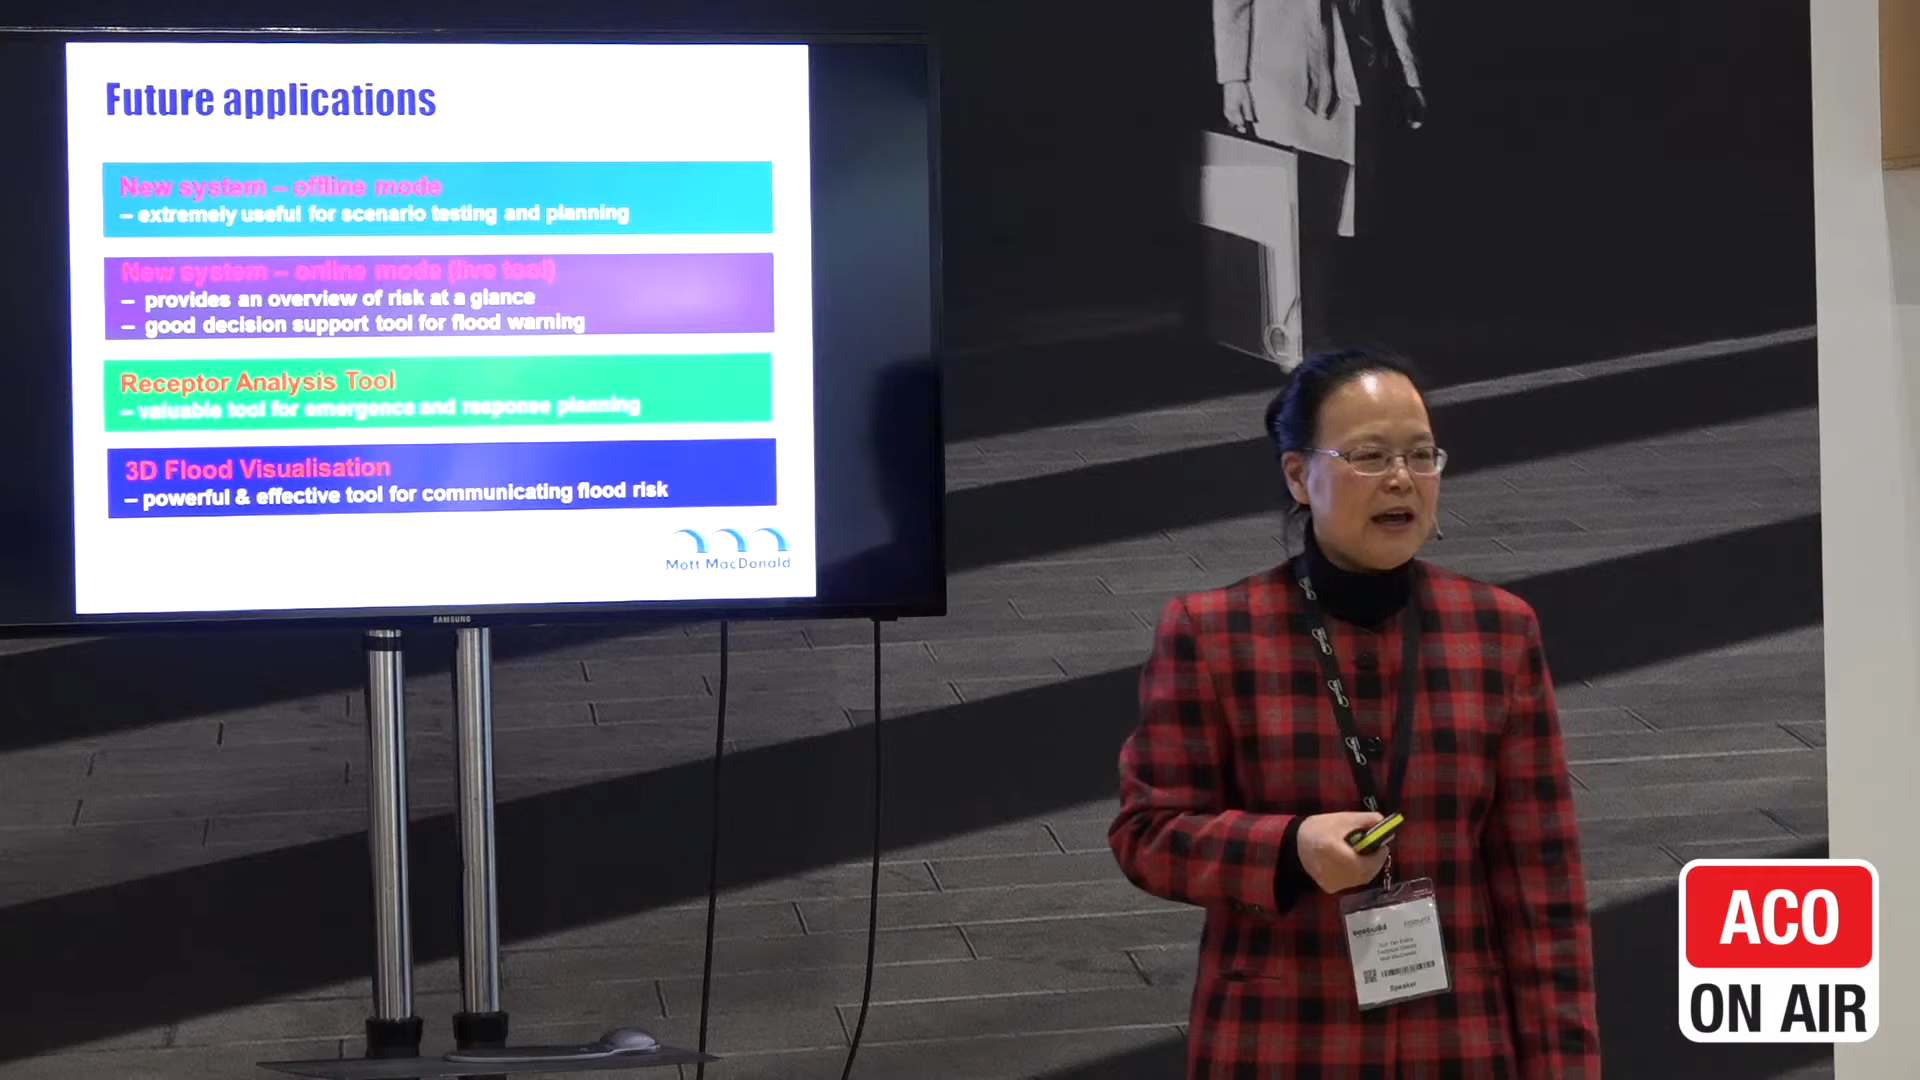 Future applications
New system – offline mode
– extremely useful for scenario testing and planning
New system – online mode (live tool)
– provides an overview of risk at a glance
– good decision support tool for flood warning
Receptor Analysis Tool
– valuable tool for emergence and response planning
3D Flood Visualisation
– powerful & effective tool for communicating flood risk
Mott MacDonald
SAMSUNG
ecobuild
Mott MacDonald
Speaker
ACO
ON AIR